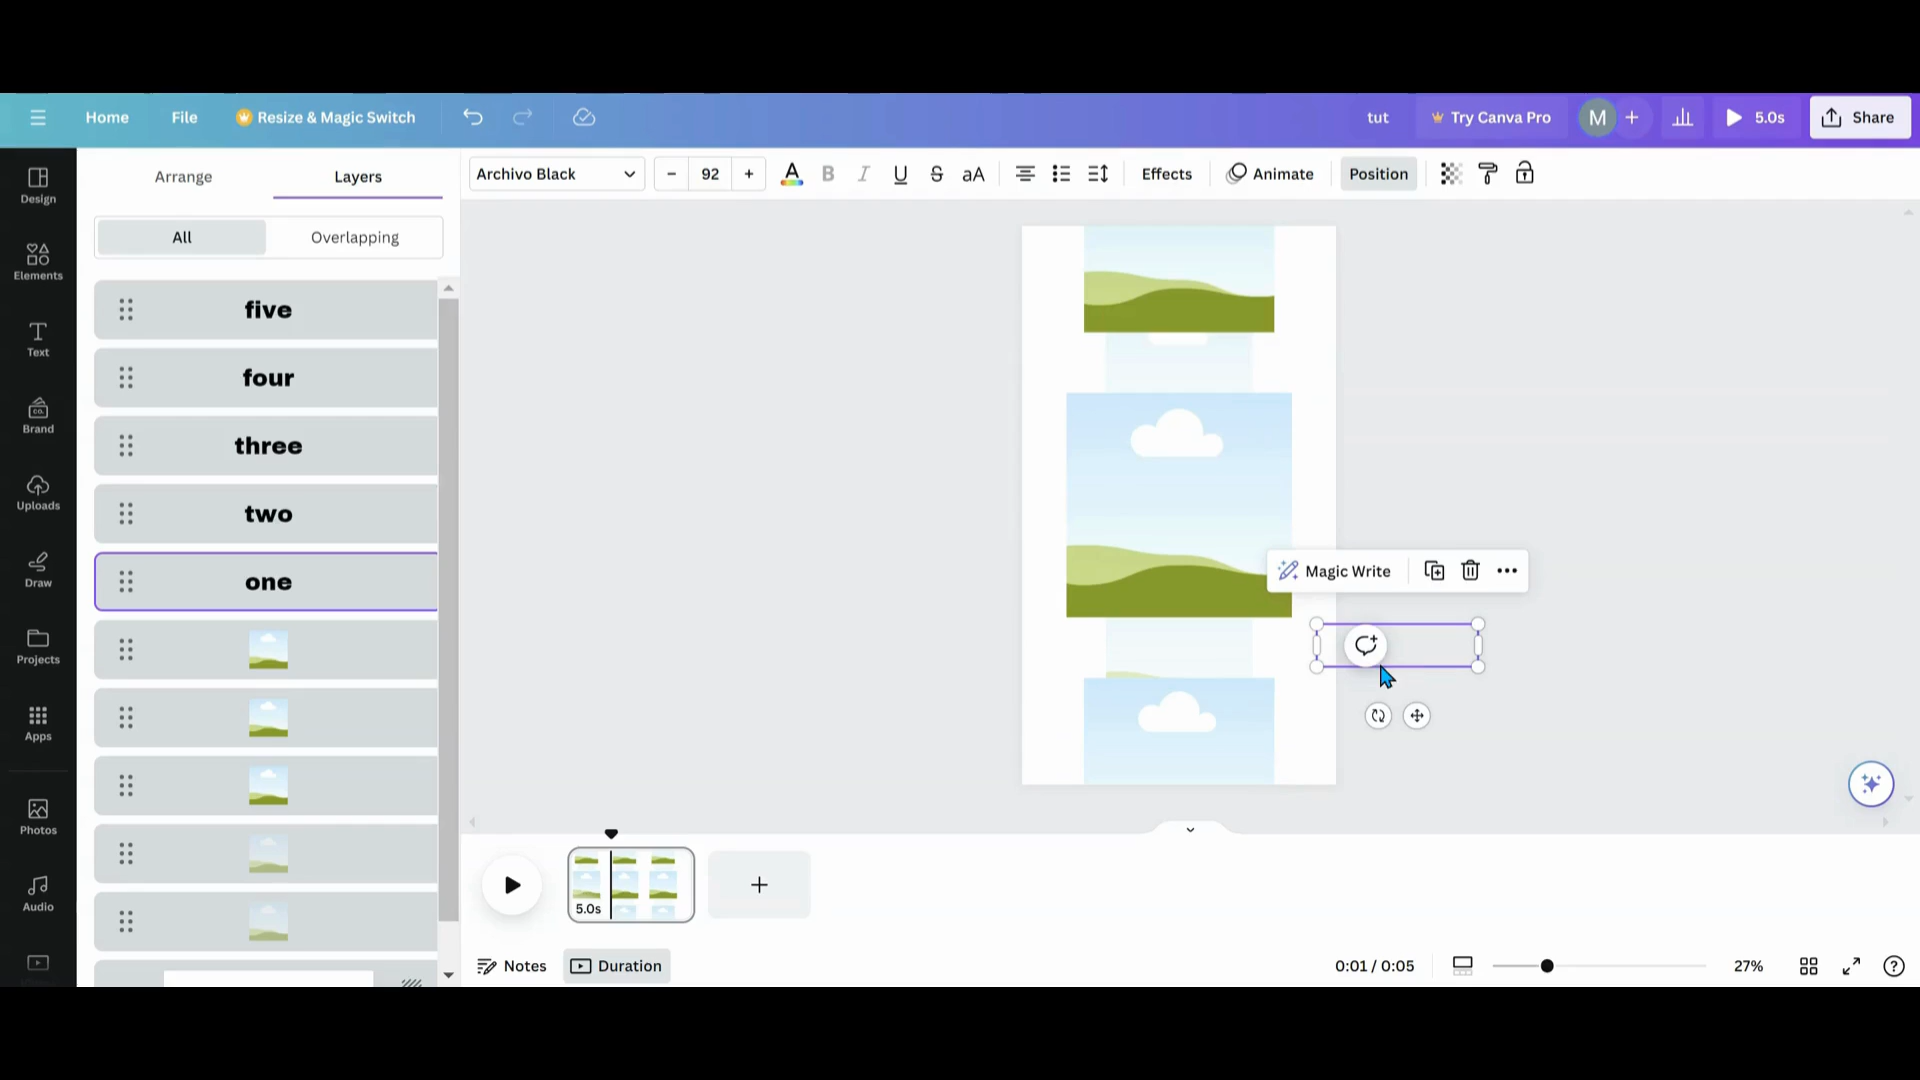 Home
File
Resize & Magic Switch
tut
Try Canva Pro
M
5.0s
Share
Design
Elements
Text
Brand
CO.
Uploads
Draw
Projects
Apps
Photos
Audio
Arrange
Layers
All
Overlapping
five
four
three
two
one
Archivo Black
92
A
B
I
U
S
aA
Effects
Animate
Position
Magic Write
5.0s
Notes
Duration
0:01 / 0:05
27%